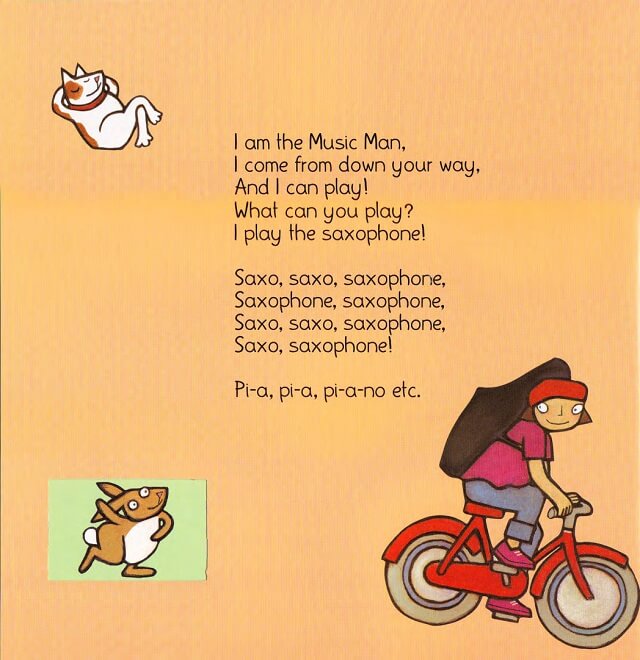 I am the Music Man,
I come from down your way,
And I can play!
What can you play?
I play the saxophone!
Saxo, saxo, saxophone,
Saxophone, saxophone,
Saxo, saxo, saxophone,
Saxo, saxophone!
Pi-a, pi-a, pi-a-no etc.